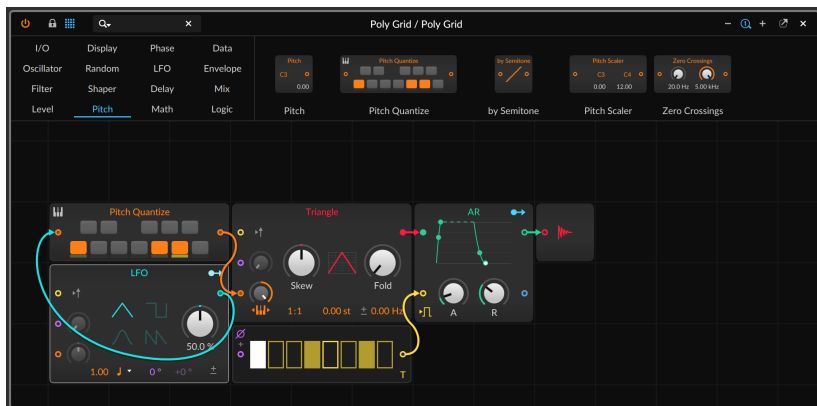 Poly Grid / Poly Grid
I/O Display Phase Data
Oscillator Random LFO Envelope
Filter Shaper Delay Mix
Level Pitch Math Logic
Pitch
C3
0.00
Pitch
Pitch Quantize
Pitch Quantize
by Semitone
by Semitone
Pitch Scaler
C3 C4
0.00 12.00
Pitch Scaler
Zero Crossings
20.0 Hz 5.00 kHz
Zero Crossings
Pitch Quantize
LFO
50.0 %
1.00 0° +0° ±
Triangle
Skew Fold
1:1 0.00 st ± 0.00 Hz
AR
A R
Ø
+
T